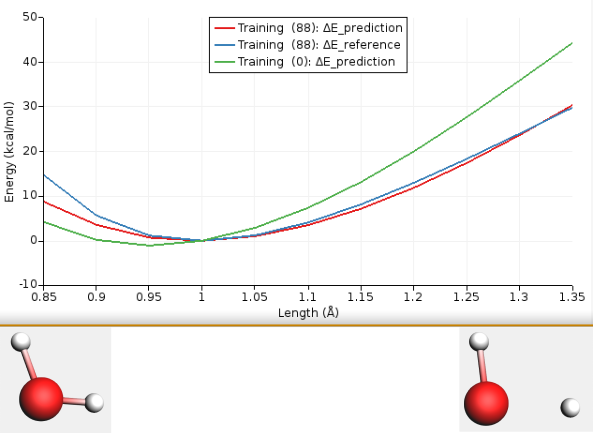 50
Training (88): ΔE_prediction
Training (88): ΔE_reference
Training (0): ΔE_prediction
40
30
Energy (kcal/mol)
20
10
0
-10
0.85 0.9 0.95 1 1.05 1.1 1.15 1.2 1.25 1.3 1.35
Length (Å)